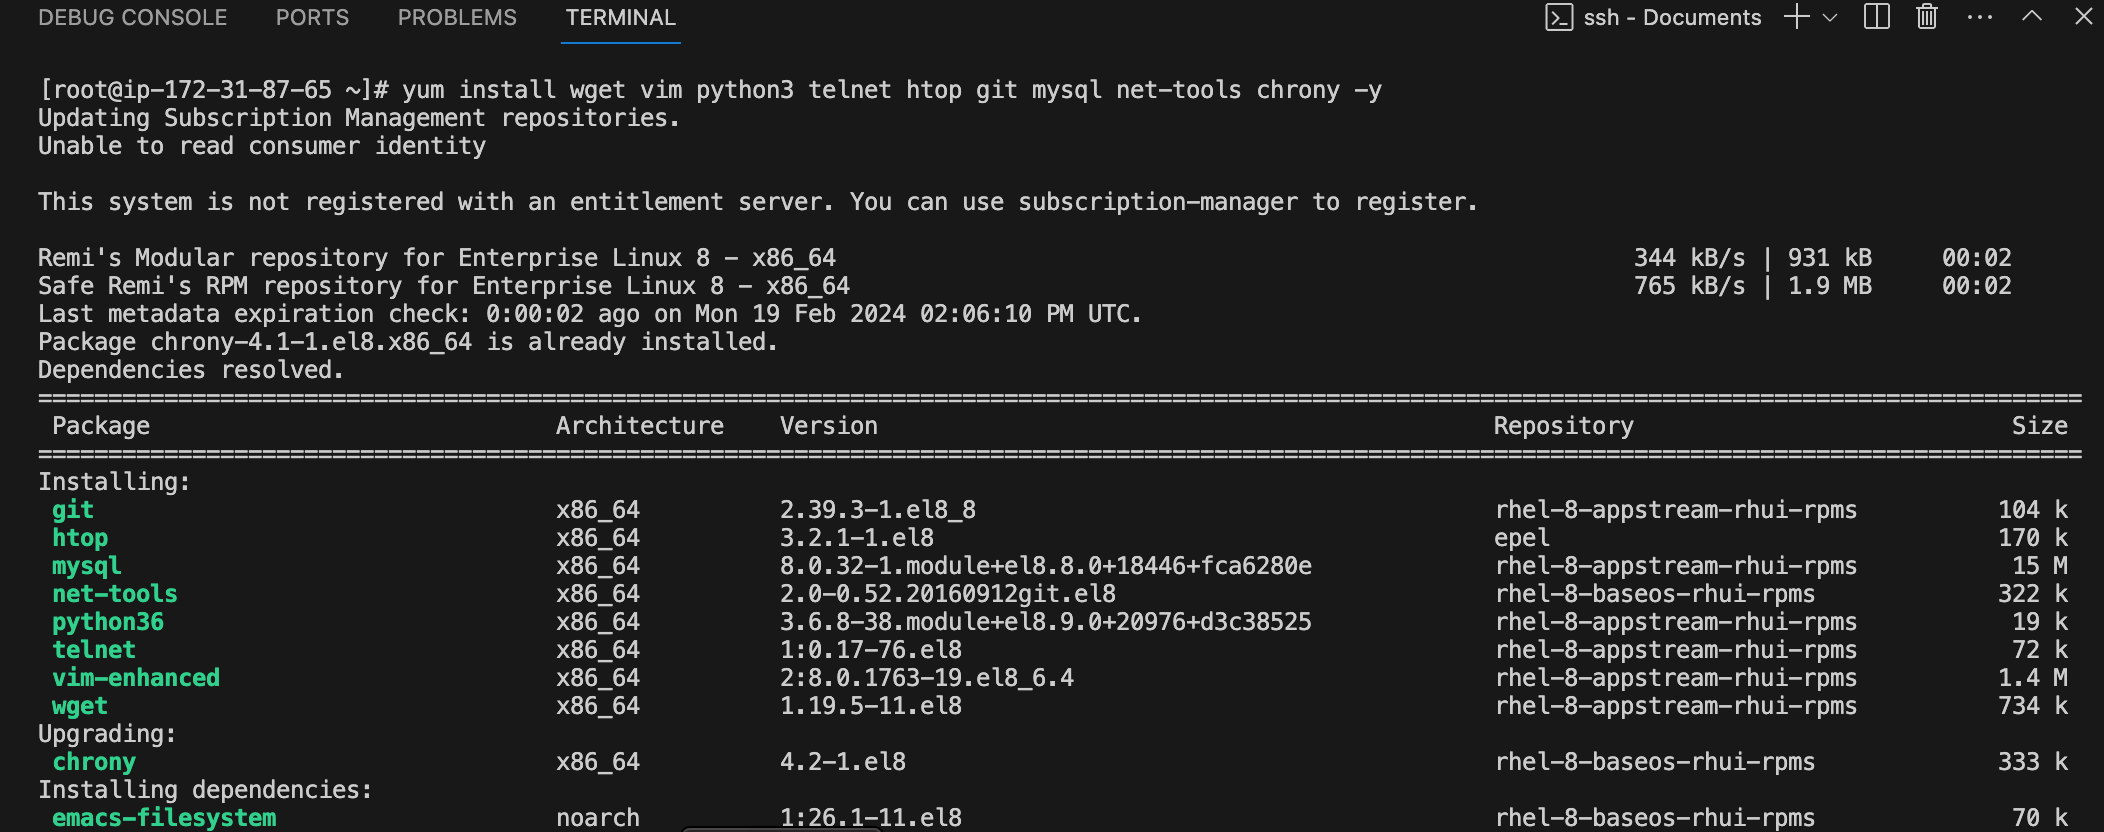 DEBUG CONSOLE PORTS PROBLEMS TERMINAL ssh - Documents
[root@ip-172-31-87-65 ~]# yum install wget vim python3 telnet htop git mysql net-tools chrony -y
Updating Subscription Management repositories.
Unable to read consumer identity
This system is not registered with an entitlement server. You can use subscription-manager to register.
Remi's Modular repository for Enterprise Linux 8 - x86_64 344 kB/s | 931 kB 00:02
Safe Remi's RPM repository for Enterprise Linux 8 - x86_64 765 kB/s | 1.9 MB 00:02
Last metadata expiration check: 0:00:02 ago on Mon 19 Feb 2024 02:06:10 PM UTC.
Package chrony-4.1-1.el8.x86_64 is already installed.
Dependencies resolved.
Package Architecture Version Repository Size
Installing:
git x86_64 2.39.3-1.el8_8 rhel-8-appstream-rhui-rpms 104 k
htop x86_64 3.2.1-1.el8 epel 170 k
mysql x86_64 8.0.32-1.module+el8.8.0+18446+fca6280e rhel-8-appstream-rhui-rpms 15 M
net-tools x86_64 2.0-0.52.20160912git.el8 rhel-8-baseos-rhui-rpms 322 k
python36 x86_64 3.6.8-38.module+el8.9.0+20976+d3c38525 rhel-8-appstream-rhui-rpms 19 k
telnet x86_64 1:0.17-76.el8 rhel-8-appstream-rhui-rpms 72 k
vim-enhanced x86_64 2:8.0.1763-19.el8_6.4 rhel-8-appstream-rhui-rpms 1.4 M
wget x86_64 1.19.5-11.el8 rhel-8-appstream-rhui-rpms 734 k
Upgrading:
chrony x86_64 4.2-1.el8 rhel-8-baseos-rhui-rpms 333 k
Installing dependencies:
emacs-filesystem noarch 1:26.1-11.el8 rhel-8-baseos-rhui-rpms 70 k